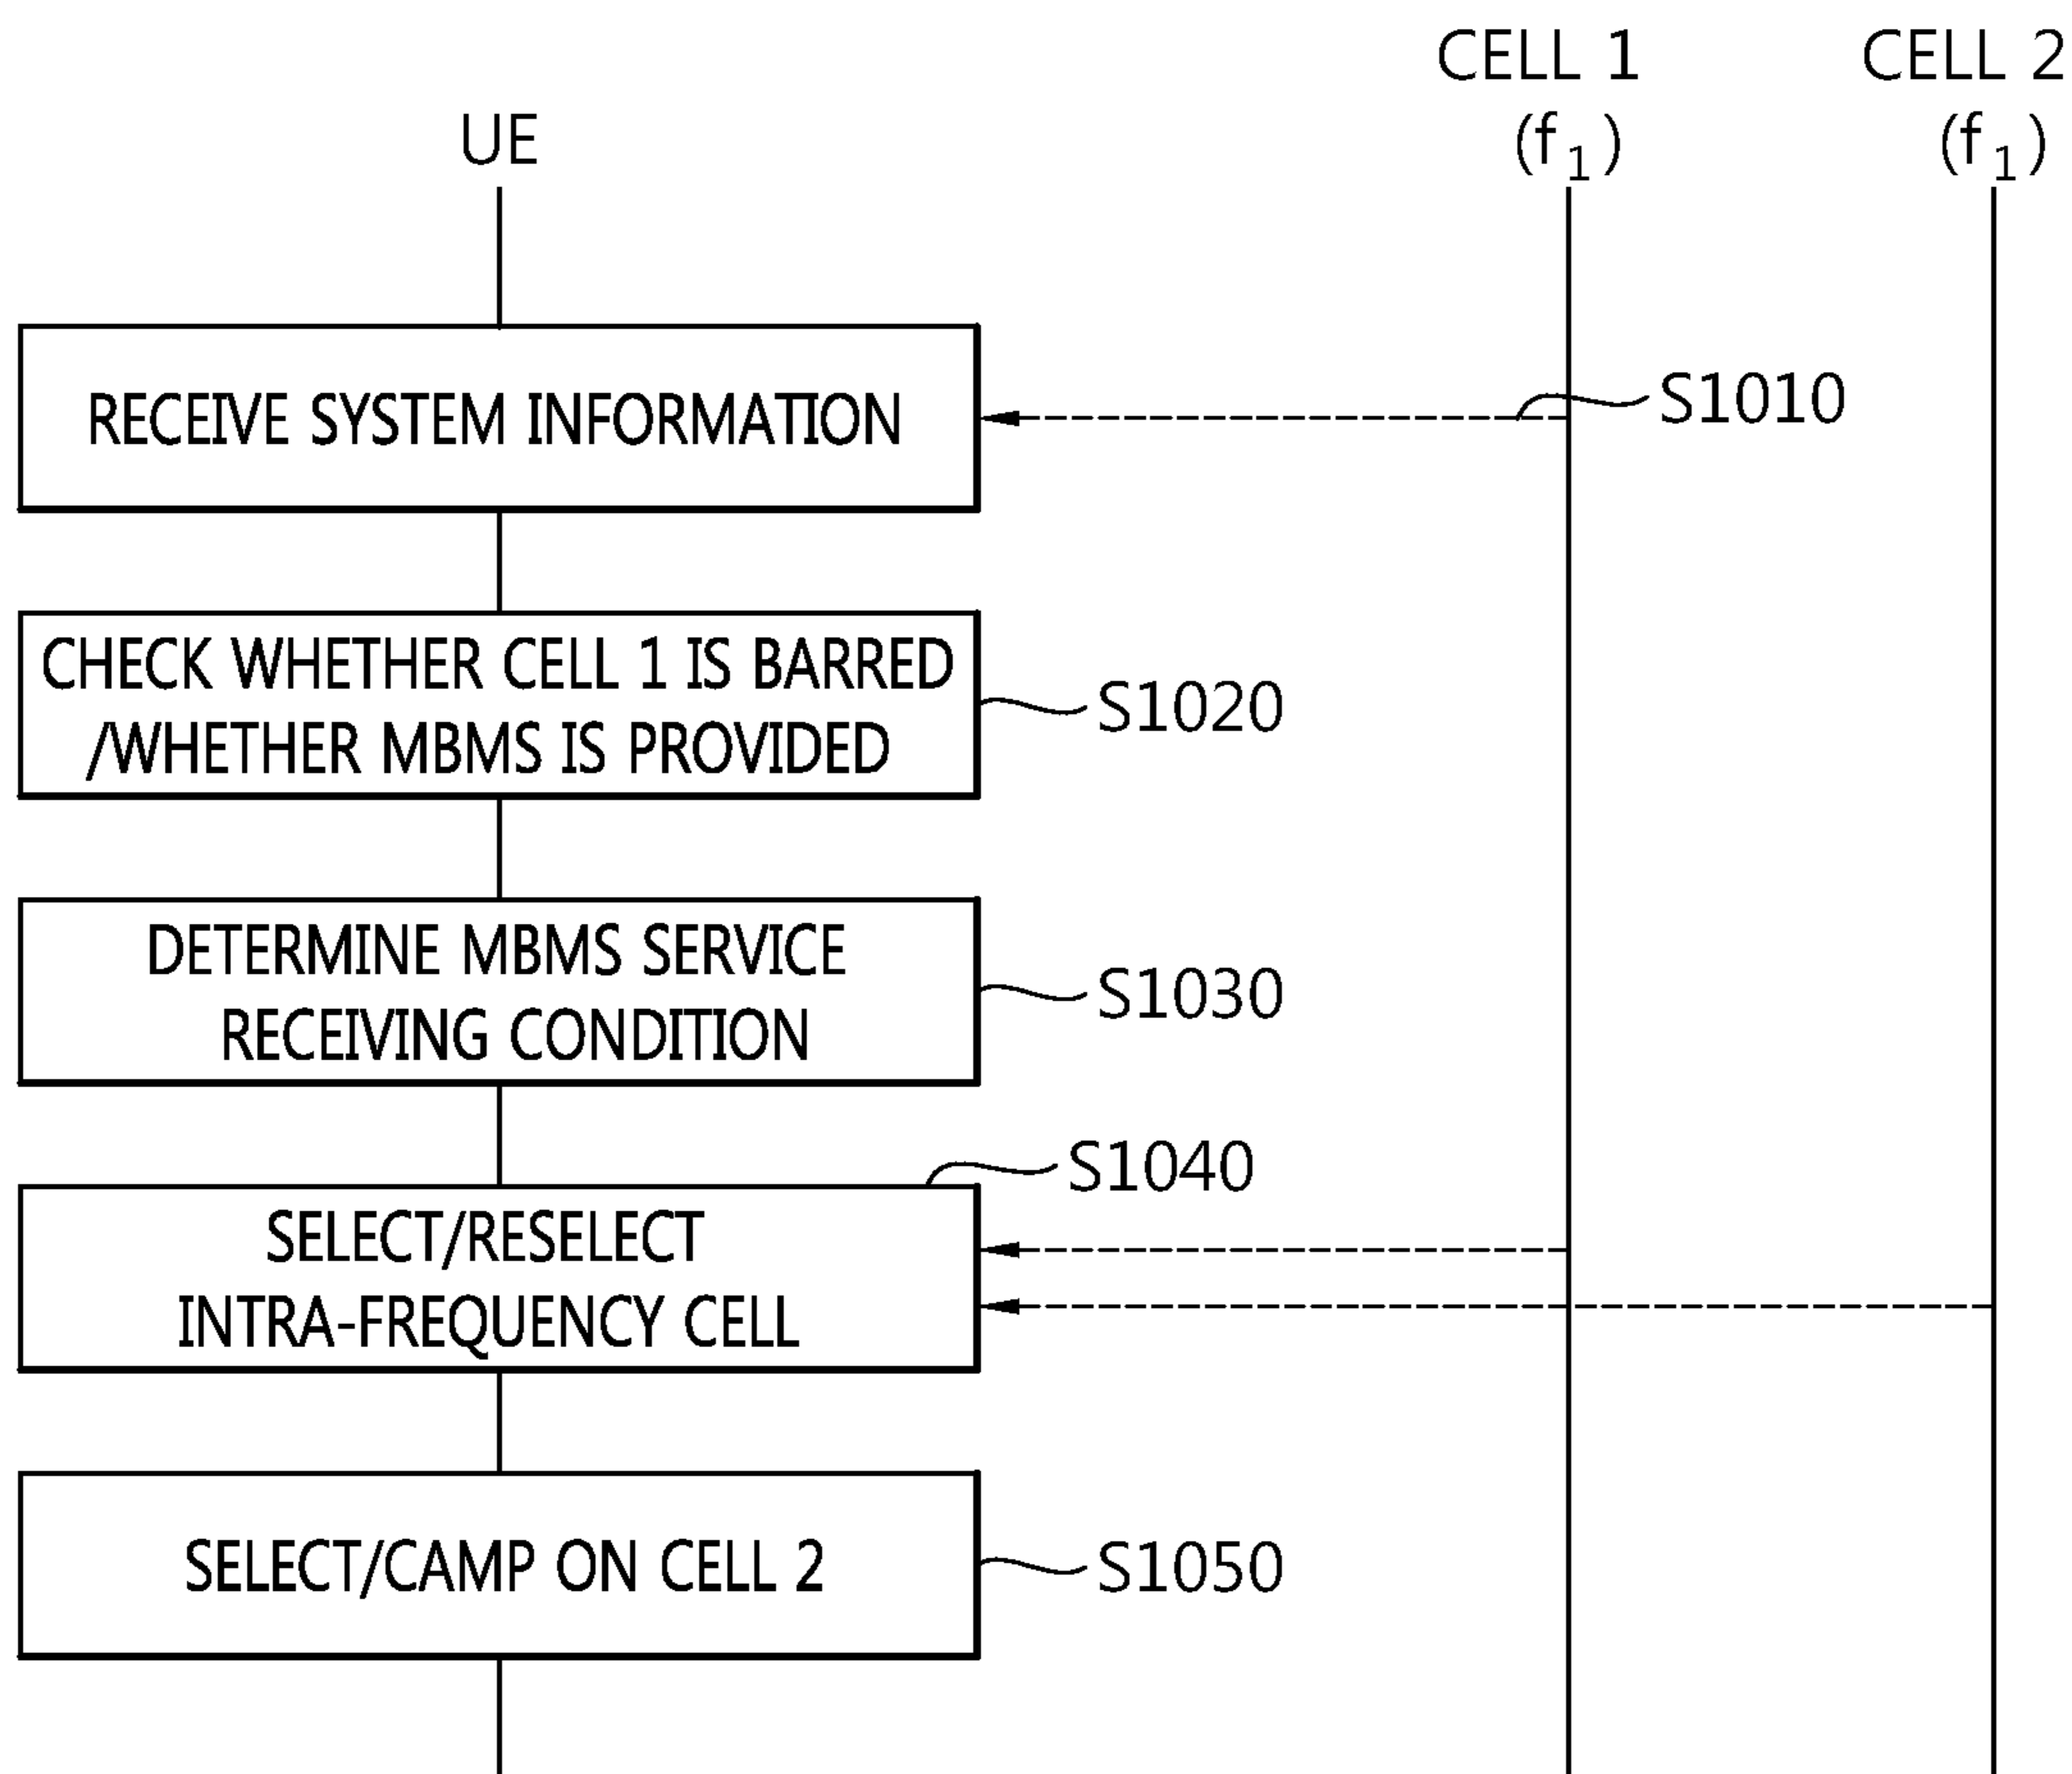 CELL 1
CELL 2
UE
(f1)
(f1)
RECEIVE SYSTEM INFORMATION
S1010
CHECK WHETHER CELL 1 IS BARRED
/WHETHER MBMS IS PROVIDED
S1020
DETERMINE MBMS SERVICE
RECEIVING CONDITION
S1030
S1040
SELECT/RESELECT
INTRA-FREQUENCY CELL
SELECT/CAMP ON CELL 2
S1050